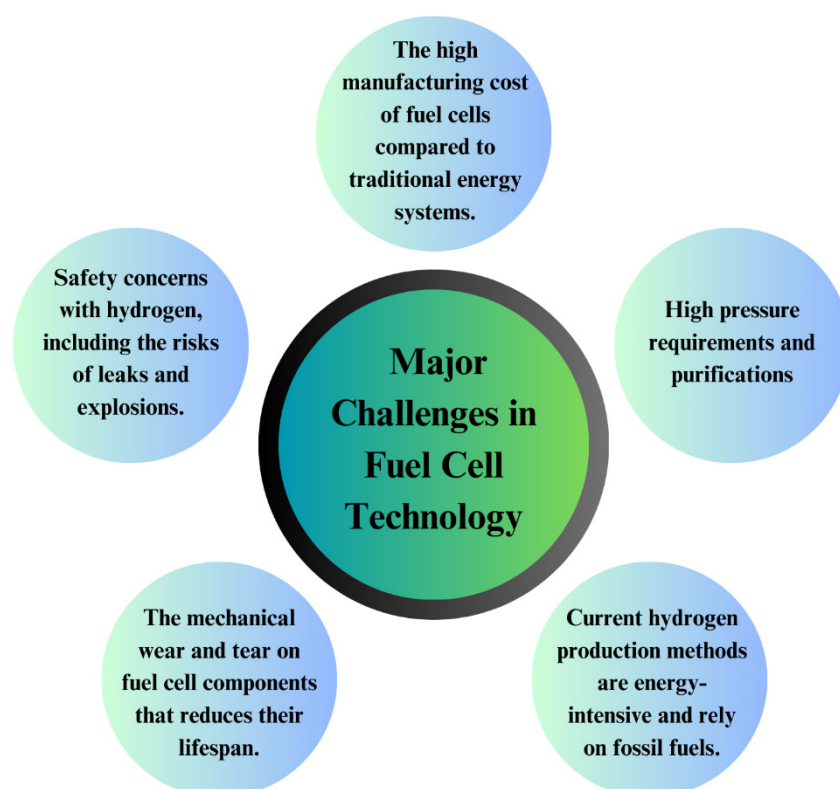 The high
manufacturing cost
of fuel cells
compared to
traditional energy
systems.
Safety concerns
with hydrogen,
including the risks
of leaks and
explosions.
High pressure
requirements and
purifications
Major
Challenges in
Fuel Cell
Technology
The mechanical
wear and tear on
fuel cell components
that reduces their
lifespan.
Current hydrogen
production methods
are energy-
intensive and rely
on fossil fuels.